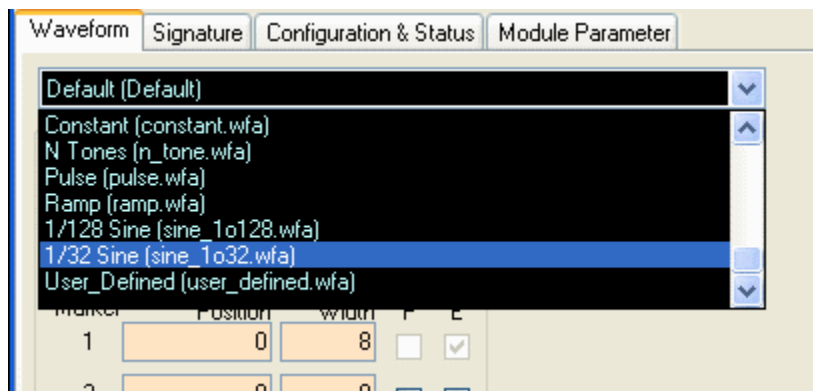 Waveform Signature Configuration & Status Module Parameter
Default (Default)
Constant (constant.wfa)
N Tones (n_tone.wfa)
Pulse (pulse.wfa)
Ramp (ramp.wfa)
1/128 Sine (sine_1o128.wfa)
1/32 Sine (sine_1o32.wfa)
User_Defined (user_defined.wfa)
Marker Position Width
1 0 8